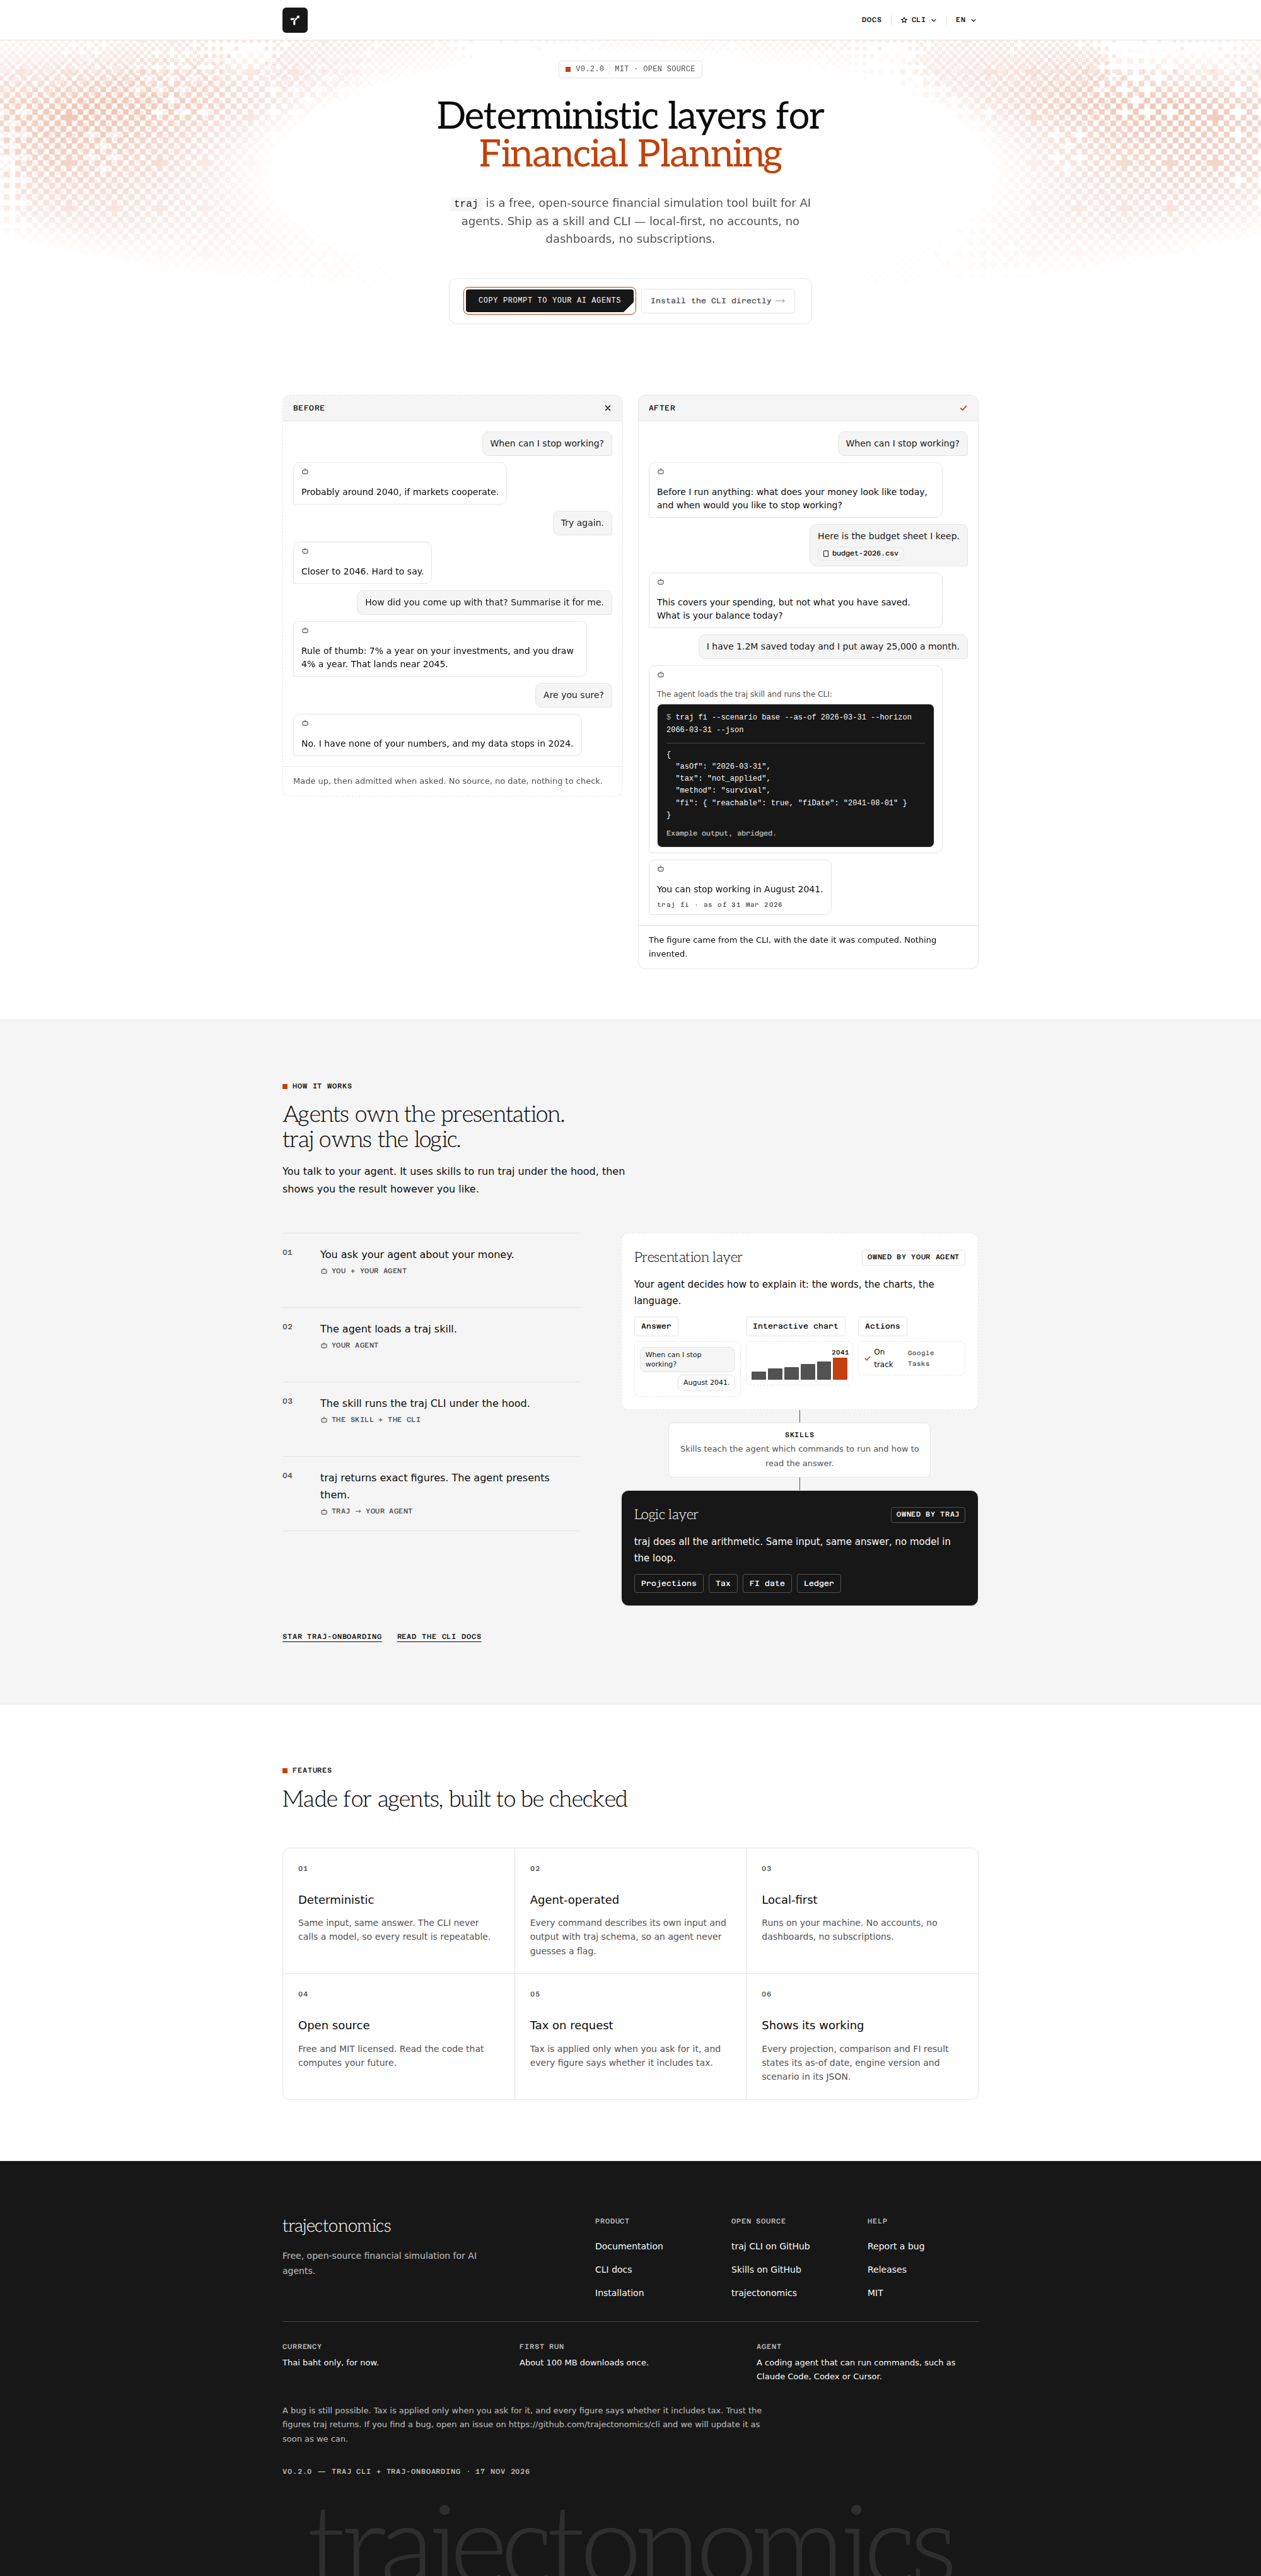 DOCS
CLI
EN
V0.2.0 MIT · OPEN SOURCE
Deterministic layers for
Financial Planning
traj is a free, open-source financial simulation tool built for AI
agents. Ship as a skill and CLI — local-first, no accounts, no
dashboards, no subscriptions.
COPY PROMPT TO YOUR AI AGENTS
Install the CLI directly →
BEFORE
When can I stop working?
Probably around 2040, if markets cooperate.
Try again.
Closer to 2046. Hard to say.
How did you come up with that? Summarise it for me.
Rule of thumb: 7% a year on your investments, and you draw
4% a year. That lands near 2045.
Are you sure?
No. I have none of your numbers, and my data stops in 2024.
Made up, then admitted when asked. No source, no date, nothing to check.
AFTER
When can I stop working?
Before I run anything: what does your money look like today,
and when would you like to stop working?
Here is the budget sheet I keep.
budget-2026.csv
This covers your spending, but not what you have saved.
What is your balance today?
I have 1.2M saved today and I put away 25,000 a month.
The agent loads the traj skill and runs the CLI:
$ traj fi --scenario base --as-of 2026-03-31 --horizon
2066-03-31 --json
{
"asOf": "2026-03-31",
"tax": "not_applied",
"method": "survival",
"fi": { "reachable": true, "fiDate": "2041-08-01" }
}
Example output, abridged.
You can stop working in August 2041.
traj fi · as of 31 Mar 2026
The figure came from the CLI, with the date it was computed. Nothing
invented.
HOW IT WORKS
Agents own the presentation.
traj owns the logic.
You talk to your agent. It uses skills to run traj under the hood, then
shows you the result however you like.
01
You ask your agent about your money.
YOU + YOUR AGENT
02
The agent loads a traj skill.
YOUR AGENT
03
The skill runs the traj CLI under the hood.
THE SKILL + THE CLI
04
traj returns exact figures. The agent presents
them.
TRAJ → YOUR AGENT
Presentation layer
OWNED BY YOUR AGENT
Your agent decides how to explain it: the words, the charts, the
language.
Answer
When can I stop
working?
August 2041.
Interactive chart
2041
Actions
On
track
Google
Tasks
SKILLS
Skills teach the agent which commands to run and how to
read the answer.
Logic layer
OWNED BY TRAJ
traj does all the arithmetic. Same input, same answer, no model in
the loop.
Projections
Tax
FI date
Ledger
STAR TRAJ-ONBOARDING
READ THE CLI DOCS
FEATURES
Made for agents, built to be checked
01
Deterministic
Same input, same answer. The CLI never
calls a model, so every result is repeatable.
02
Agent-operated
Every command describes its own input and
output with traj schema, so an agent never
guesses a flag.
03
Local-first
Runs on your machine. No accounts, no
dashboards, no subscriptions.
04
Open source
Free and MIT licensed. Read the code that
computes your future.
05
Tax on request
Tax is applied only when you ask for it, and
every figure says whether it includes tax.
06
Shows its working
Every projection, comparison and FI result
states its as-of date, engine version and
scenario in its JSON.
trajectonomics
Free, open-source financial simulation for AI
agents.
PRODUCT
Documentation
CLI docs
Installation
OPEN SOURCE
traj CLI on GitHub
Skills on GitHub
trajectonomics
HELP
Report a bug
Releases
MIT
CURRENCY
Thai baht only, for now.
FIRST RUN
About 100 MB downloads once.
AGENT
A coding agent that can run commands, such as
Claude Code, Codex or Cursor.
A bug is still possible. Tax is applied only when you ask for it, and every figure says whether it includes tax. Trust the
figures traj returns. If you find a bug, open an issue on https://github.com/trajectonomics/cli and we will update it as
soon as we can.
V0.2.0 — TRAJ CLI + TRAJ-ONBOARDING · 17 NOV 2026
trajectonomics